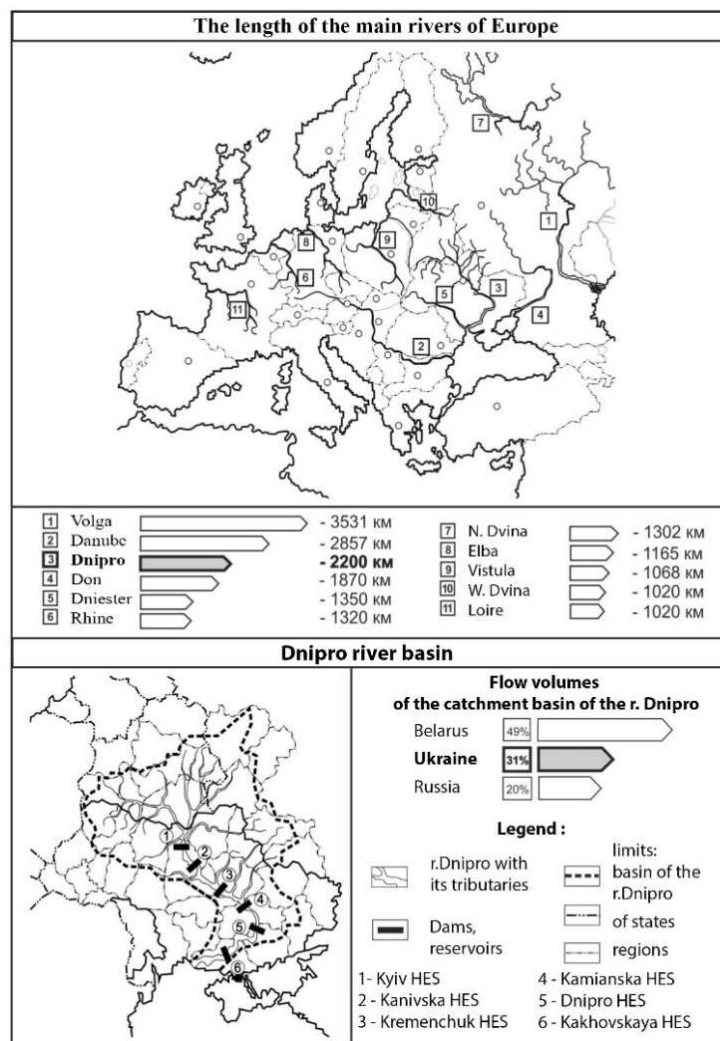 The length of the main rivers of Europe
7
1
10
9
8
6
5
3
4
11
2
1 Volga - 3531 км
2 Danube - 2857 км
3 Dnipro - 2200 км
4 Don - 1870 км
5 Dniester - 1350 км
6 Rhine - 1320 км
7 N. Dvina - 1302 км
8 Elba - 1165 км
9 Vistula - 1068 км
10 W. Dvina - 1020 км
11 Loire - 1020 км
Dnipro river basin
1
2
3
4
5
6
Flow volumes
of the catchment basin of the r. Dnipro
Belarus 49%
Ukraine 31%
Russia 20%
Legend :
r.Dnipro with
its tributaries
Dams,
reservoirs
limits:
basin of the
r.Dnipro
of states
regions
1- Kyiv HES
2 - Kanivska HES
3 - Kremenchuk HES
4 - Kamianska HES
5 - Dnipro HES
6 - Kakhovskaya HES